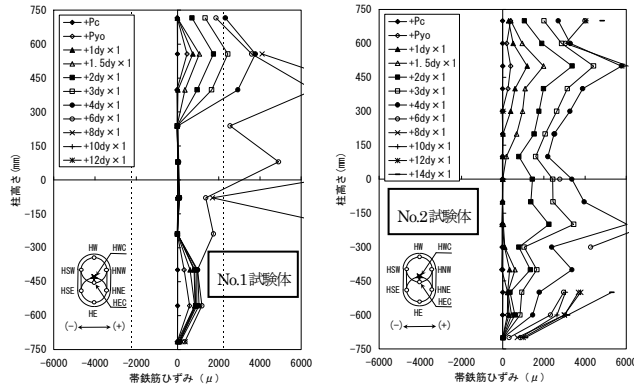 柱高さ(mm)
750
600
450
300
150
0
-150
-300
-450
-600
-750
+Pc
+Pyo
+1dy×1
+1.5dy×1
+2dy×1
+3dy×1
+4dy×1
+6dy×1
+8dy×1
+10dy×1
+12dy×1
HW
HWC
HSW
HNW
HSE
HNE
HEC
HE
(-)
(+)
No.1試験体
-6000 -4000 -2000 0 2000 4000 6000
帯鉄筋ひずみ(μ)
柱高さ(mm)
750
600
450
300
150
0
-150
-300
-450
-600
-750
+Pc
+Pyo
+1dy×1
+1.5dy×1
+2dy×1
+3dy×1
+4dy×1
+6dy×1
+8dy×1
+10dy×1
+12dy×1
+14dy×1
HW
HWC
HSW
HNW
HSE
HNE
HEC
HE
(-)
(+)
No.2試験体
-6000 -4000 -2000 0 2000 4000 6000
帯鉄筋ひずみ(μ)